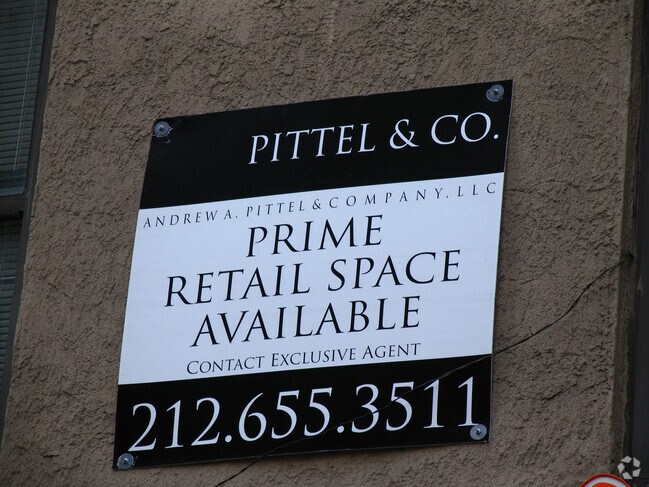 PITTEL & CO.
ANDREW A. PITTEL & COMPANY, LLC
PRIME
RETAIL SPACE
AVAILABLE
CONTACT EXCLUSIVE AGENT
212.655.3511